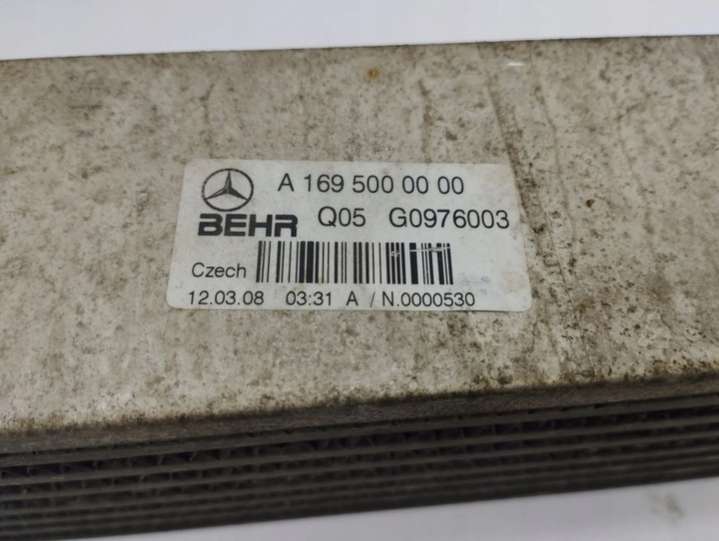 A 169 500 00 00
BEHR Q05 G0976003
Czech
12.03.08 03:31 A / N.0000530